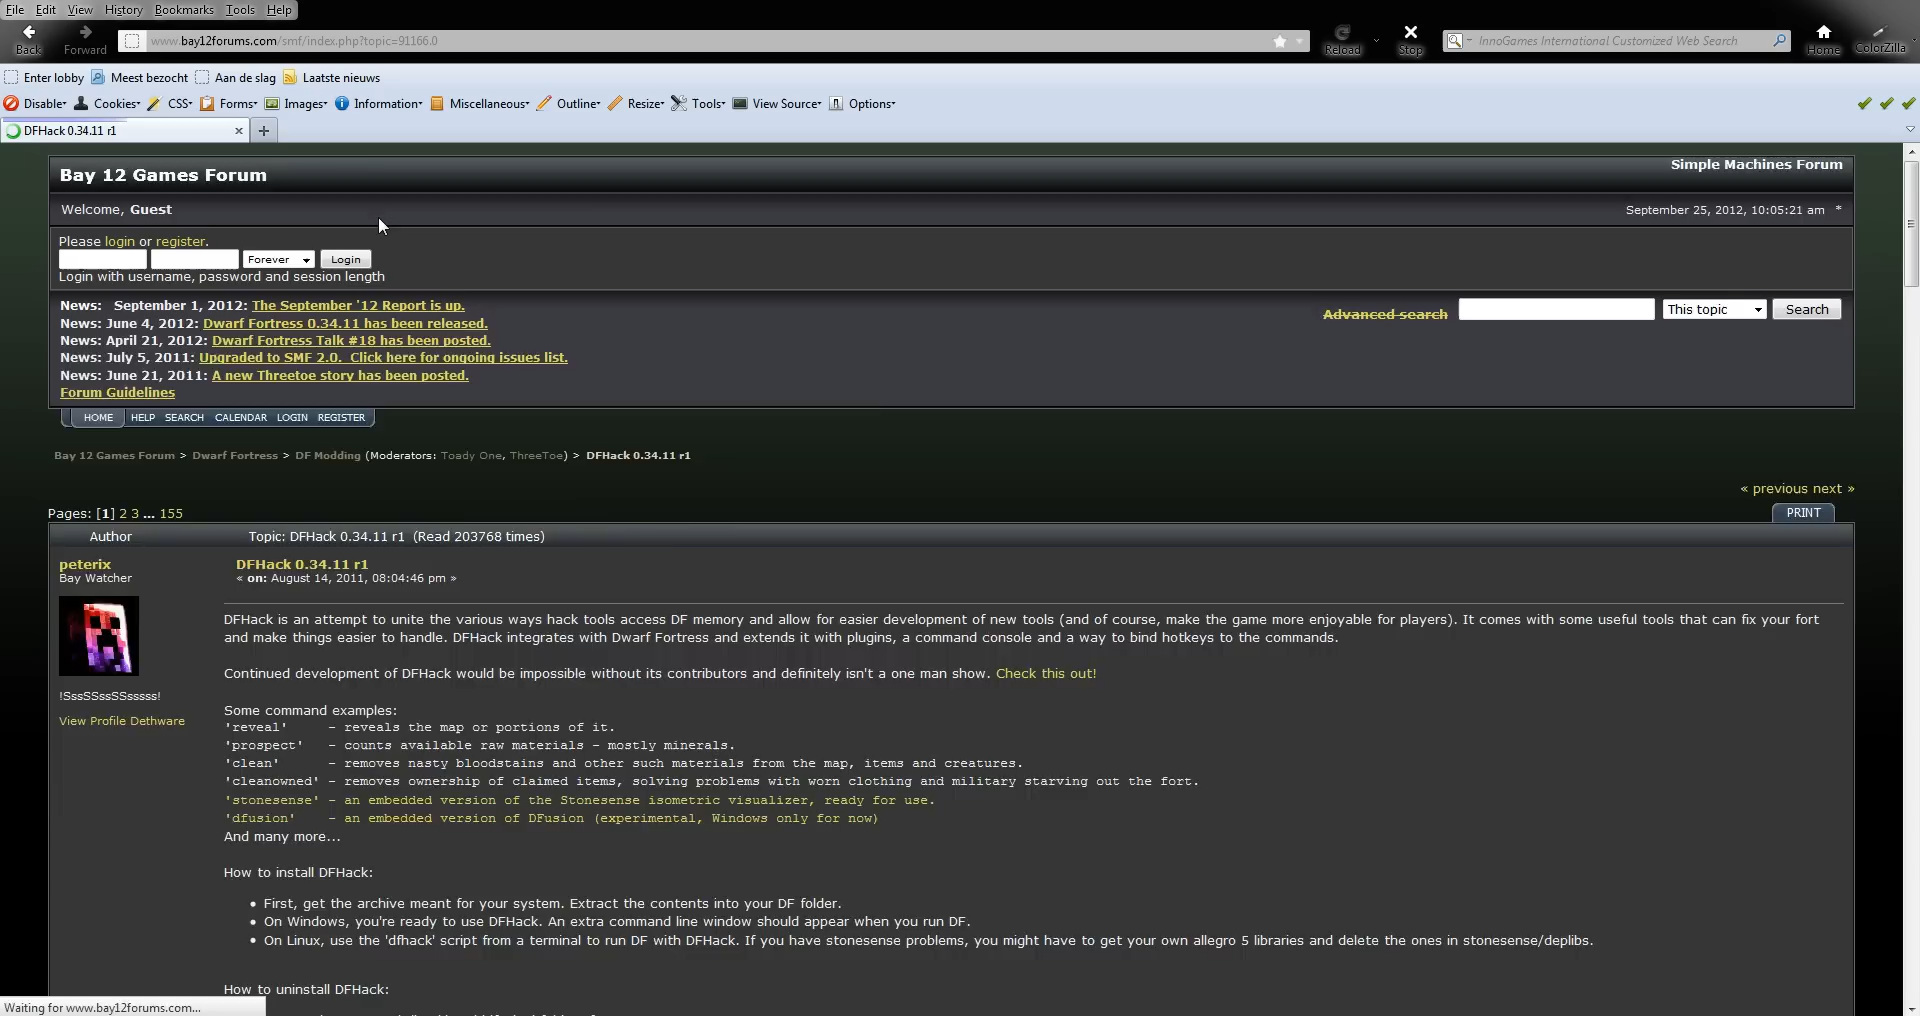 File Edit View History Bookmarks Tools Help
Back Forward www.bay12forums.com/smf/index.php?topic=91166.0 Reload Stop InnoGames International Customized Web Search Home ColorZilla
Enter lobby Meest bezocht Aan de slag Laatste nieuws
Disable Cookies CSS Forms Images Information Miscellaneous Outline Resize Tools View Source Options
DFHack 0.34.11 r1
Bay 12 Games Forum Simple Machines Forum
Welcome, Guest September 25, 2012, 10:05:21 am *
Please login or register.
Forever Login
Login with username, password and session length
News: September 1, 2012: The September '12 Report is up.
Advanced search This topic Search
News: June 4, 2012: Dwarf Fortress 0.34.11 has been released.
News: April 21, 2012: Dwarf Fortress Talk #18 has been posted.
News: July 5, 2011: Upgraded to SMF 2.0. Click here for ongoing issues list.
News: June 21, 2011: A new Threetoe story has been posted.
Forum Guidelines
HOME HELP SEARCH CALENDAR LOGIN REGISTER
Bay 12 Games Forum > Dwarf Fortress > DF Modding (Moderators: Toady One, ThreeToe) > DFHack 0.34.11 r1
« previous next »
Pages: [1] 2 3 ... 155 PRINT
Author Topic: DFHack 0.34.11 r1 (Read 203768 times)
peterix DFHack 0.34.11 r1
Bay Watcher « on: August 14, 2011, 08:04:46 pm »
!SssSSssSSsssss!
View Profile Dethware
DFHack is an attempt to unite the various ways hack tools access DF memory and allow for easier development of new tools (and of course, make the game more enjoyable for players). It comes with some useful tools that can fix your fort
and make things easier to handle. DFHack integrates with Dwarf Fortress and extends it with plugins, a command console and a way to bind hotkeys to the commands.
Continued development of DFHack would be impossible without its contributors and definitely isn't a one man show. Check this out!
Some command examples:
'reveal' - reveals the map or portions of it.
'prospect' - counts available raw materials - mostly minerals.
'clean' - removes nasty bloodstains and other such materials from the map, items and creatures.
'cleanowned' - removes ownership of claimed items, solving problems with worn clothing and military starving out the fort.
'stonesense' - an embedded version of the Stonesense isometric visualizer, ready for use.
'dfusion' - an embedded version of DFusion (experimental, Windows only for now)
And many more...
How to install DFHack:
• First, get the archive meant for your system. Extract the contents into your DF folder.
• On Windows, you're ready to use DFHack. An extra command line window should appear when you run DF.
• On Linux, use the 'dfhack' script from a terminal to run DF with DFHack. If you have stonesense problems, you might have to get your own allegro 5 libraries and delete the ones in stonesense/deplibs.
How to uninstall DFHack:
Waiting for www.bay12forums.com...